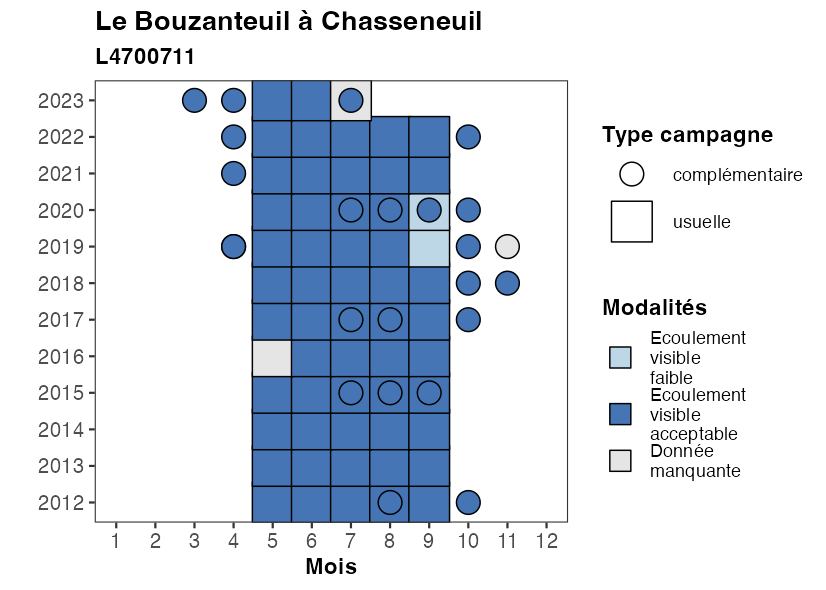 Le Bouzanteuil à Chasseneuil
L4700711
2023
2022
2021
2020
2019
2018
2017
2016
2015
2014
2013
2012
1 2 3 4 5 6 7 8 9 10 11 12
Mois
Type campagne
complémentaire
usuelle
Modalités
Ecoulement
visible
faible
Ecoulement
visible
acceptable
Donnée
manquante